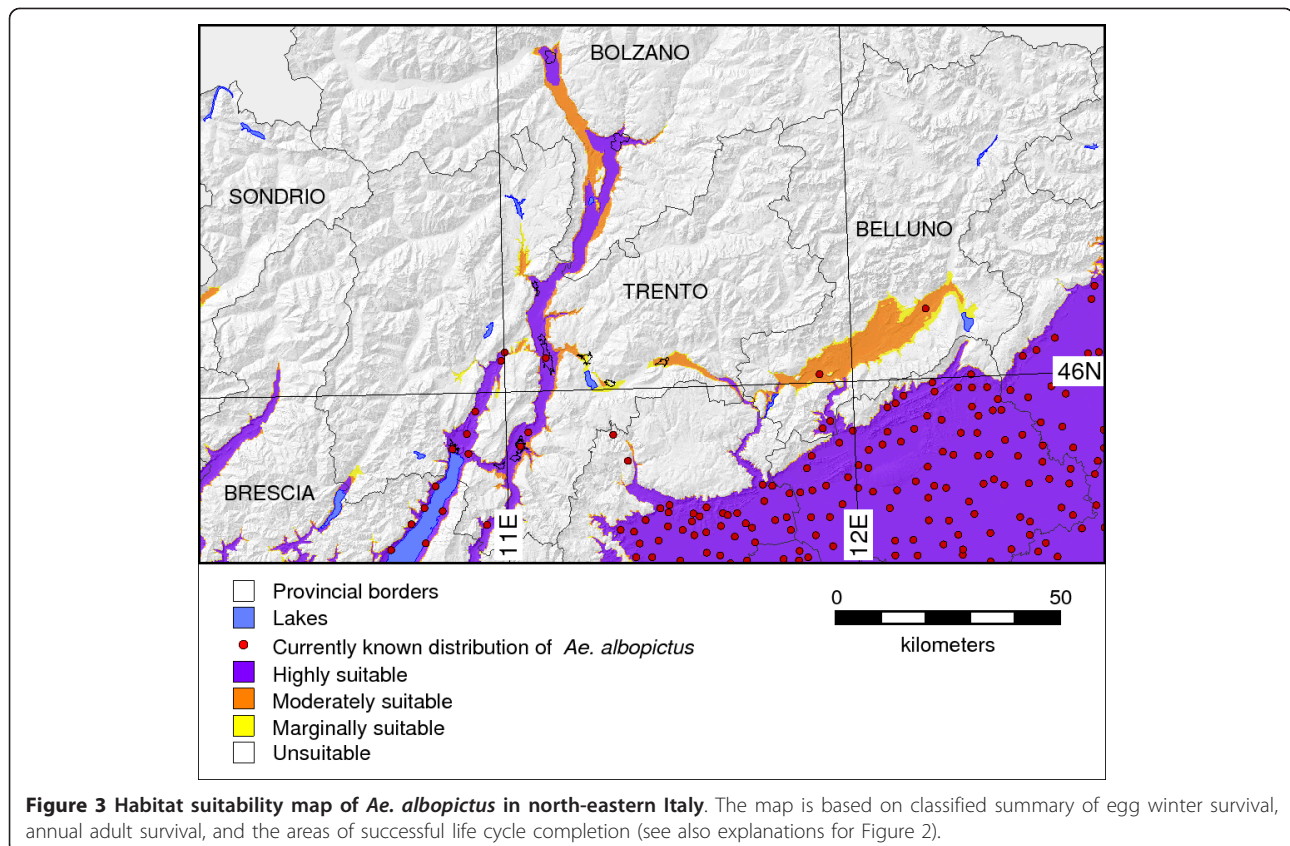 BOLZANO
SONDRIO
BELLUNO
TRENTO
46N
BRESCIA
11E
12E
Provincial borders
Lakes
Currently known distribution of Ae. albopictus
Highly suitable
Moderately suitable
Marginally suitable
Unsuitable
0 50
kilometers
Figure 3 Habitat suitability map of Ae. albopictus in north-eastern Italy. The map is based on classified summary of egg winter survival,
annual adult survival, and the areas of successful life cycle completion (see also explanations for Figure 2).